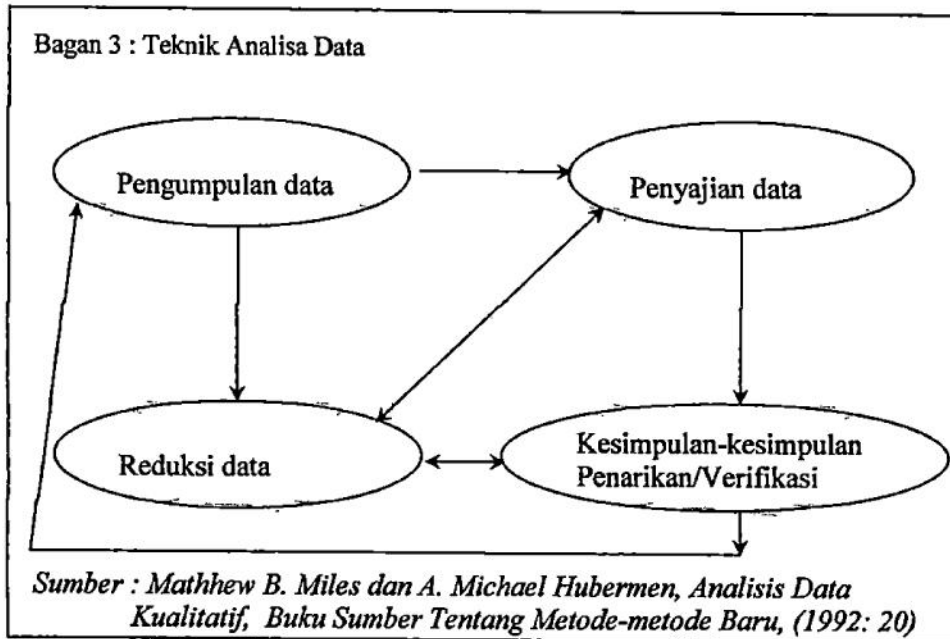 Bagan 3 : Teknik Analisa Data
Pengumpulan data
Penyajian data
Reduksi data
Kesimpulan-kesimpulan
Penarikan/Verifikasi
Sumber : Mathhew B. Miles dan A. Michael Hubermen, Analisis Data
Kualitatif, Buku Sumber Tentang Metode-metode Baru, (1992: 20)